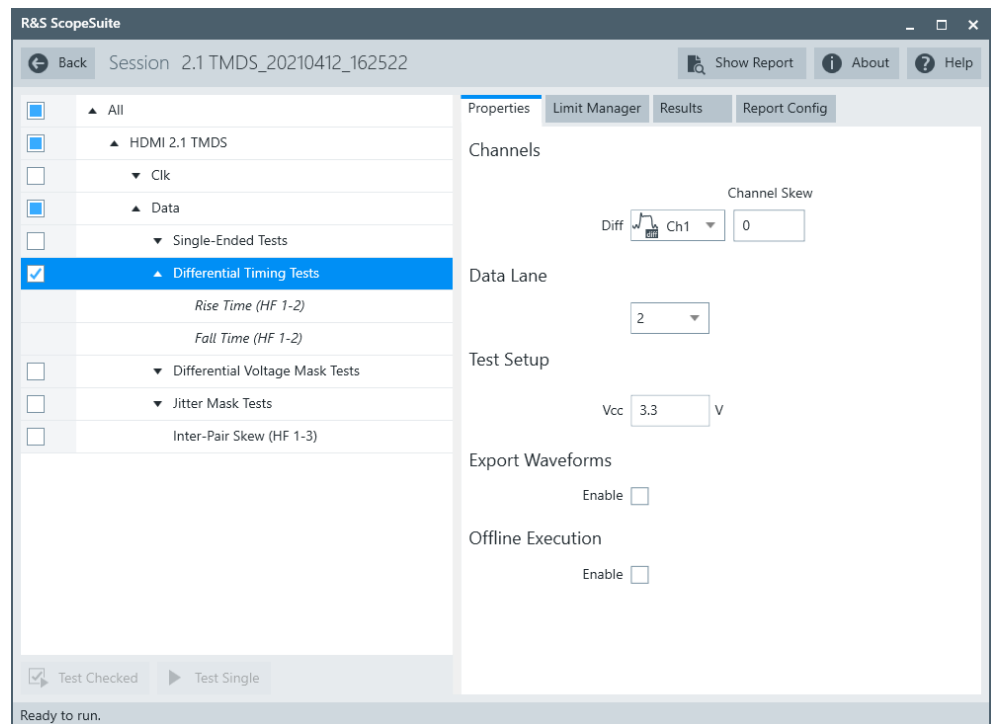 R&S ScopeSuite
Back Session 2.1 TMDS_20210412_162522 Show Report About Help
All
HDMI 2.1 TMDS
Clk
Data
Single-Ended Tests
Differential Timing Tests
Rise Time (HF 1-2)
Fall Time (HF 1-2)
Differential Voltage Mask Tests
Jitter Mask Tests
Inter-Pair Skew (HF 1-3)
Test Checked Test Single
Properties Limit Manager Results Report Config
Channels
Channel Skew
Diff diff Ch1 0
Data Lane
2
Test Setup
Vcc 3.3 V
Export Waveforms
Enable
Offline Execution
Enable
Ready to run.